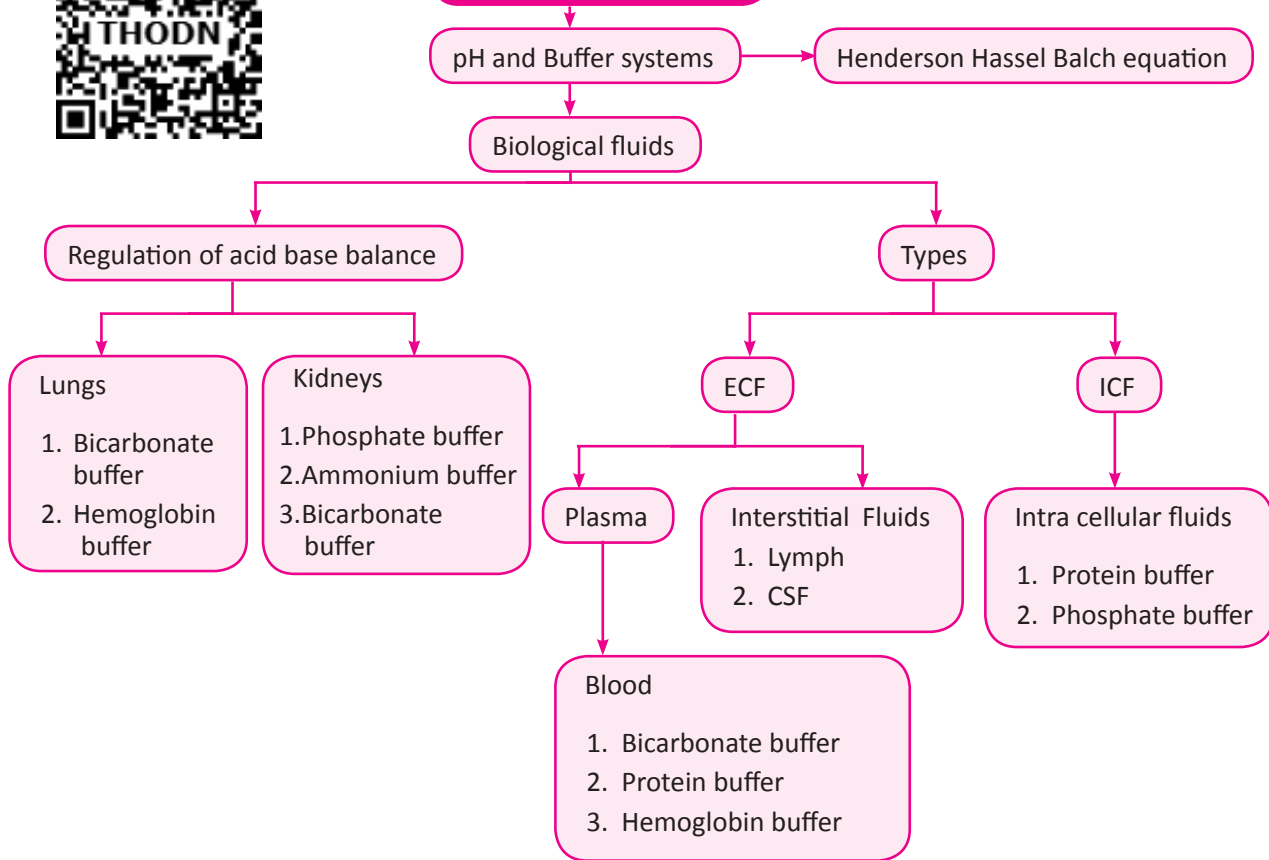 THODN
pH and Buffer systems
Henderson Hassel Balch equation
Biological fluids
Regulation of acid base balance
Types
Lungs
1. Bicarbonate
buffer
2. Hemoglobin
buffer
Kidneys
1.Phosphate buffer
2.Ammonium buffer
3.Bicarbonate
buffer
ECF
ICF
Plasma
Interstitial Fluids
1. Lymph
2. CSF
Intra cellular fluids
1. Protein buffer
2. Phosphate buffer
Blood
1. Bicarbonate buffer
2. Protein buffer
3. Hemoglobin buffer